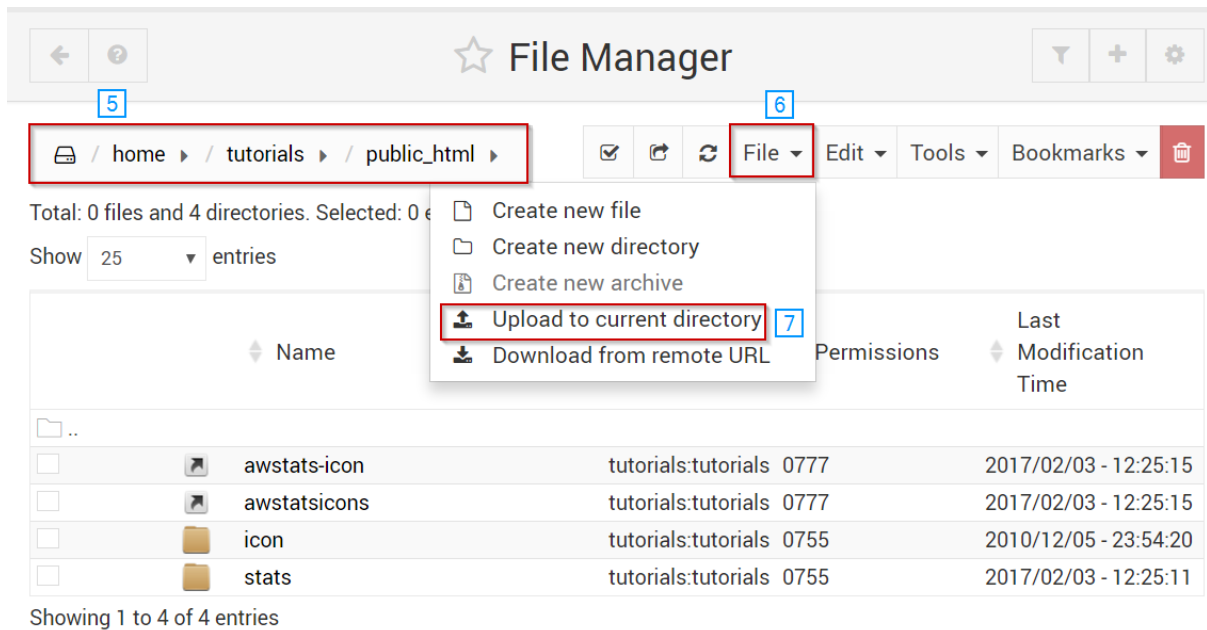 File Manager
5
6
/ home / tutorials / public_html
File Edit Tools Bookmarks
Total: 0 files and 4 directories. Selected: 0
Create new file
Show 25 entries
Create new directory
Create new archive
Upload to current directory 7
Download from remote URL
Name Permissions Last Modification Time
..
awstats-icon tutorials:tutorials 0777 2017/02/03 - 12:25:15
awstatsicons tutorials:tutorials 0777 2017/02/03 - 12:25:15
icon tutorials:tutorials 0755 2010/12/05 - 23:54:20
stats tutorials:tutorials 0755 2017/02/03 - 12:25:11
Showing 1 to 4 of 4 entries